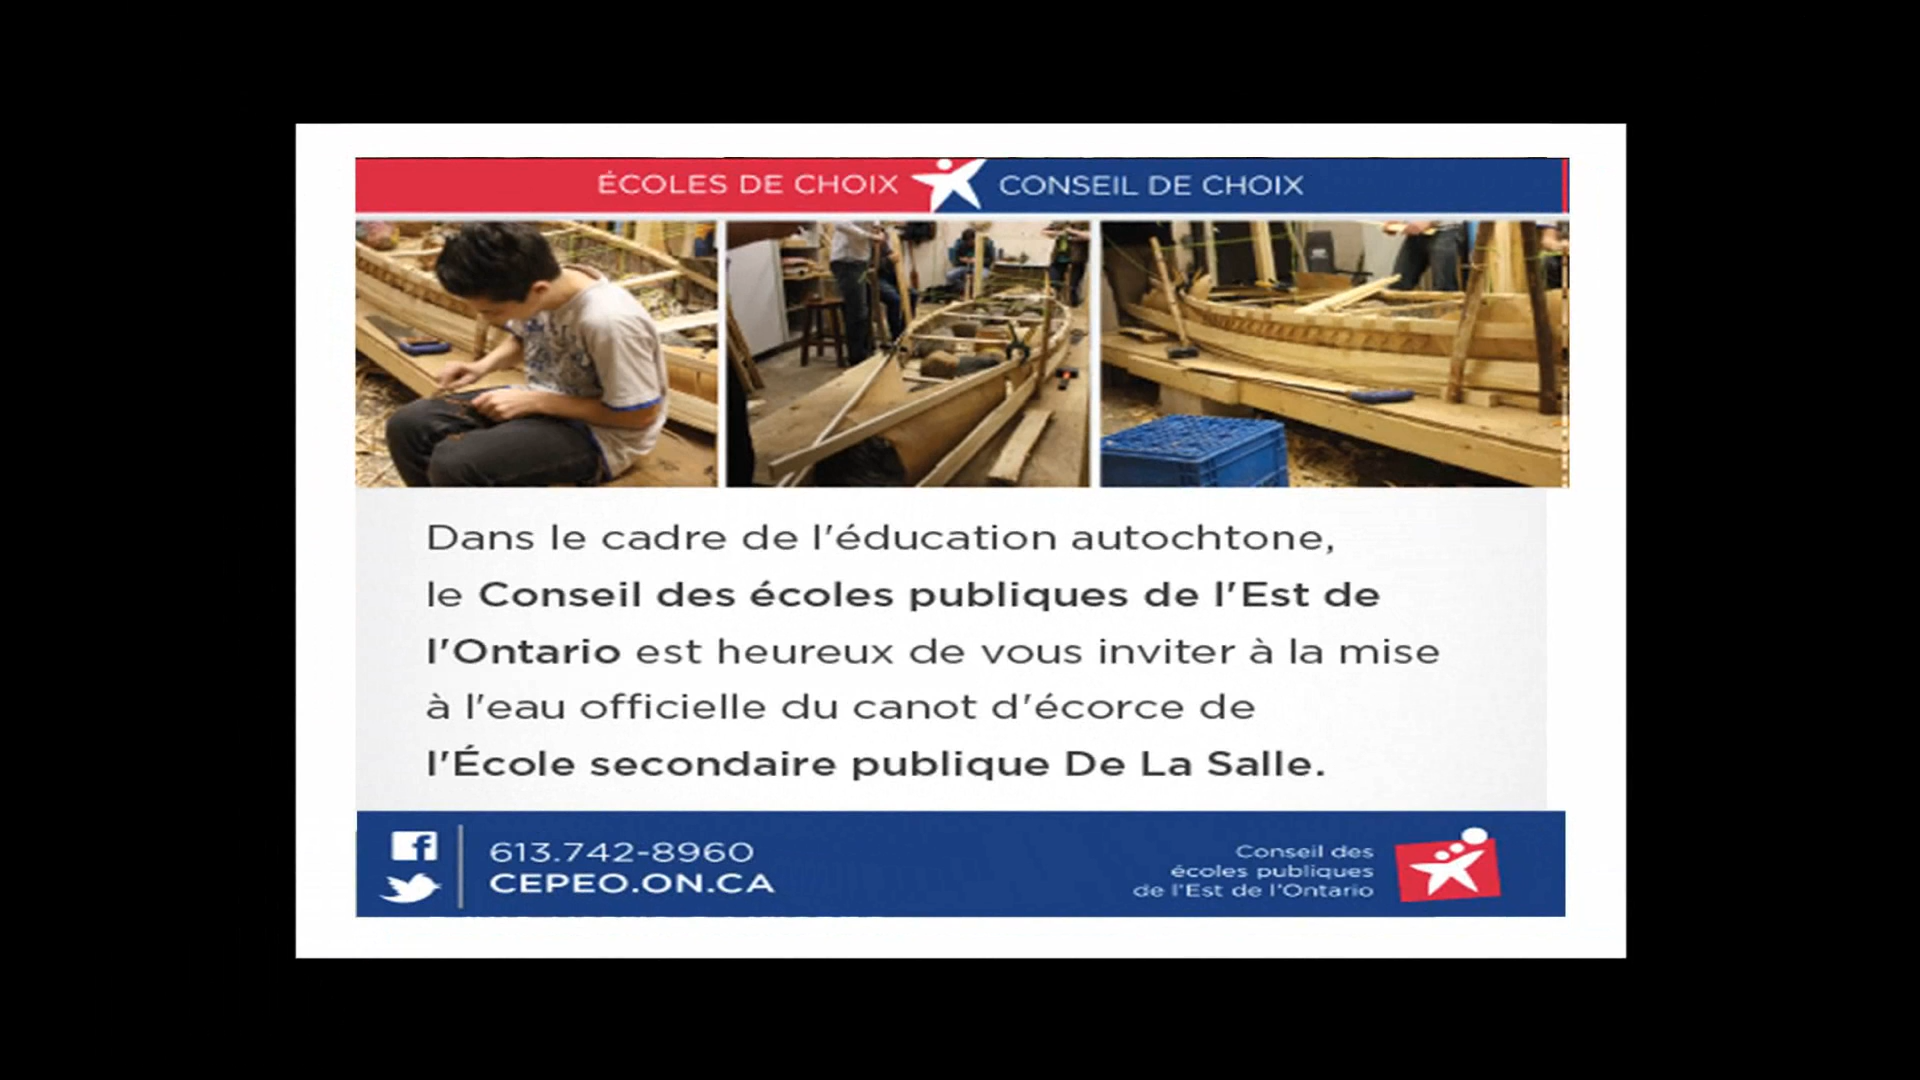 ÉCOLES DE CHOIX CONSEIL DE CHOIX
Dans le cadre de l'éducation autochtone,
le Conseil des écoles publiques de l'Est de
l'Ontario est heureux de vous inviter à la mise
à l'eau officielle du canot d'écorce de
l'École secondaire publique De La Salle.
613.742-8960
CEPEO.ON.CA
Conseil des
écoles publiques
de l'Est de l'Ontario